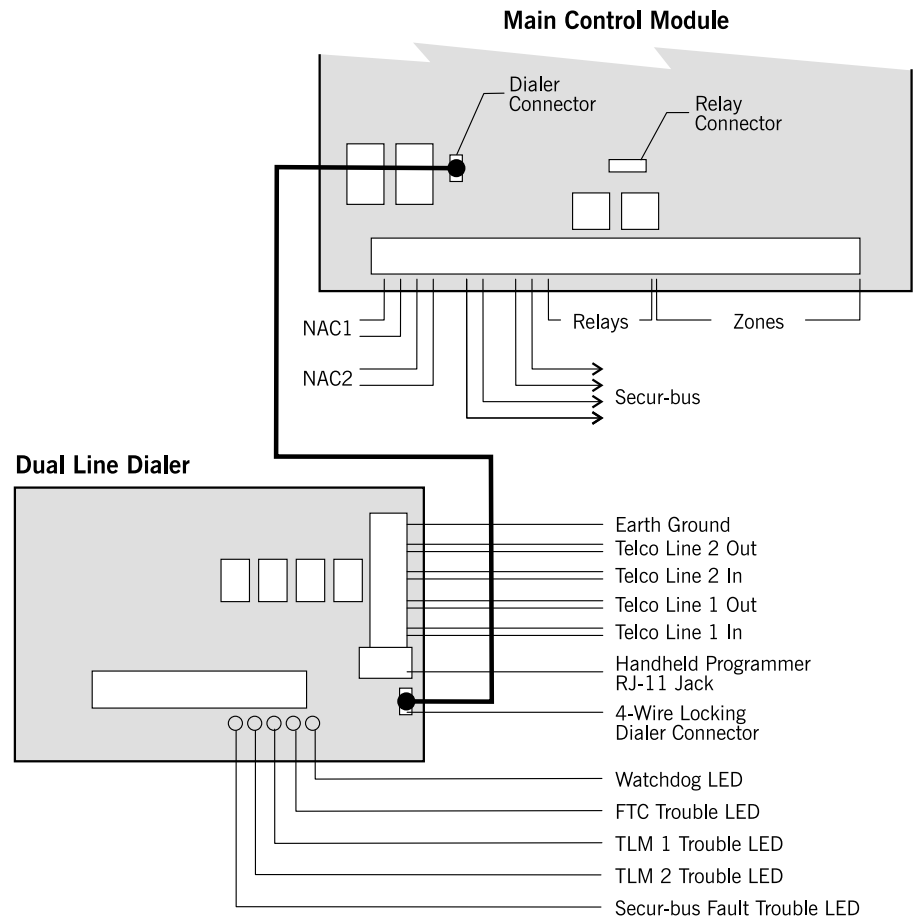 Main Control Module
Dialer
Connector
Relay
Connector
NAC1
Relays
Zones
NAC2
Secur-bus
Dual Line Dialer
Earth Ground
Telco Line 2 Out
Telco Line 2 In
Telco Line 1 Out
Telco Line 1 In
Handheld Programmer
RJ-11 Jack
4-Wire Locking
Dialer Connector
Watchdog LED
FTC Trouble LED
TLM 1 Trouble LED
TLM 2 Trouble LED
Secur-bus Fault Trouble LED